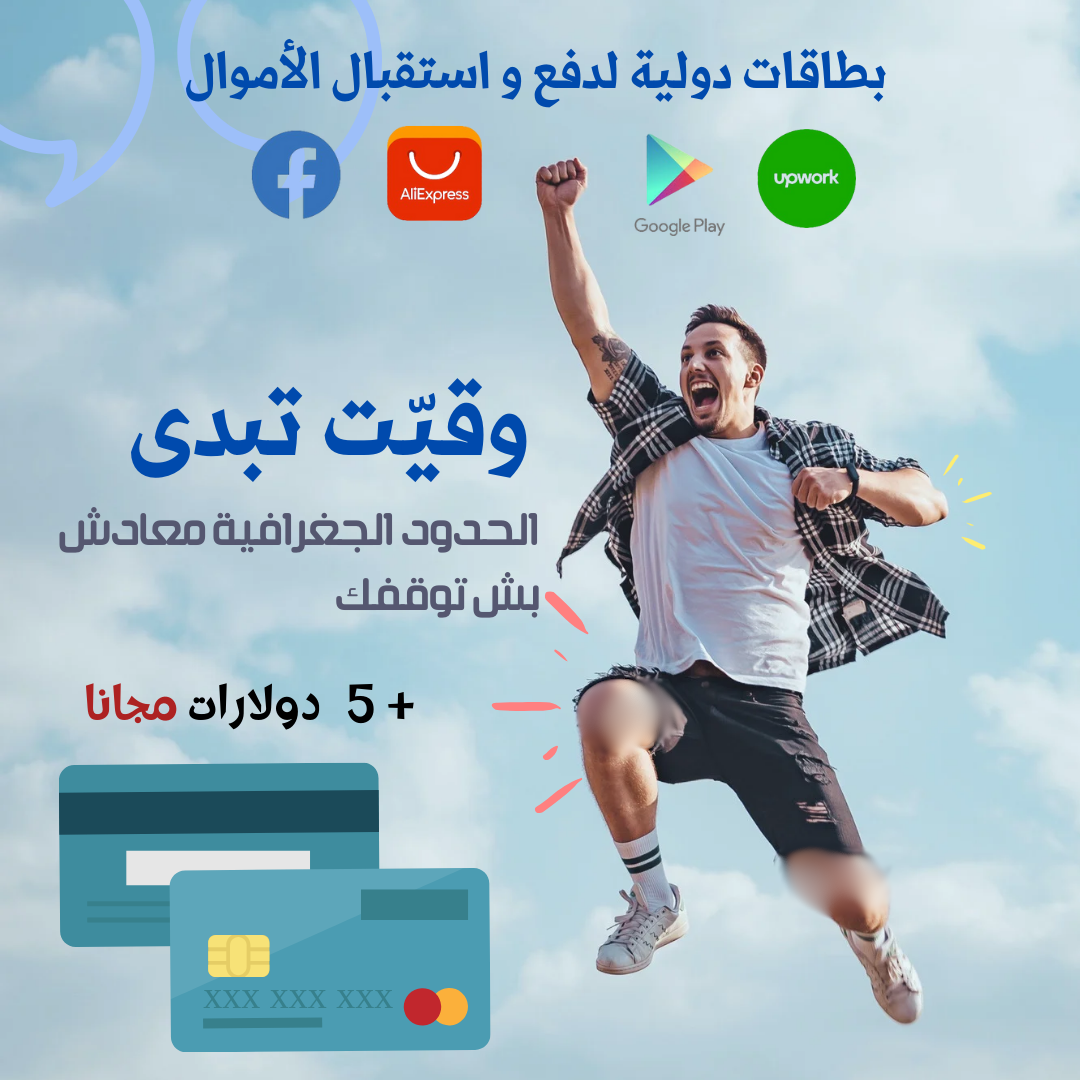 بطاقات دولية لدفع و استقبال الأموال
AliExpress
Google Play
upwork
وقيّت تبدى
الحدود الجغرافية معادش
بش توقفك
+ 5 دولارات مجانا
XXX XXX XXX